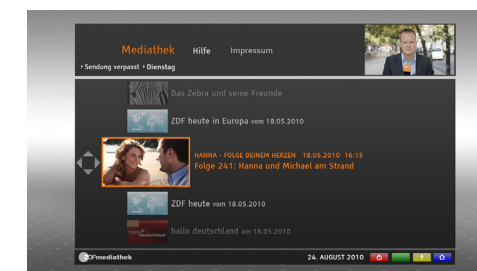 Mediathek Hilfe Impressum
Sendung verpasst Dienstag
Das Zebra und seine Freunde
ZDF heute in Europa vom 18.05.2010
HANNA - FOLGE DEINEM HERZEN 18.05.2010 16:15
Folge 241: Hanna und Michael am Strand
ZDF heute vom 18.05.2010
hallo deutschland am 18.05.2010
ZDFmediathek 24. AUGUST 2010